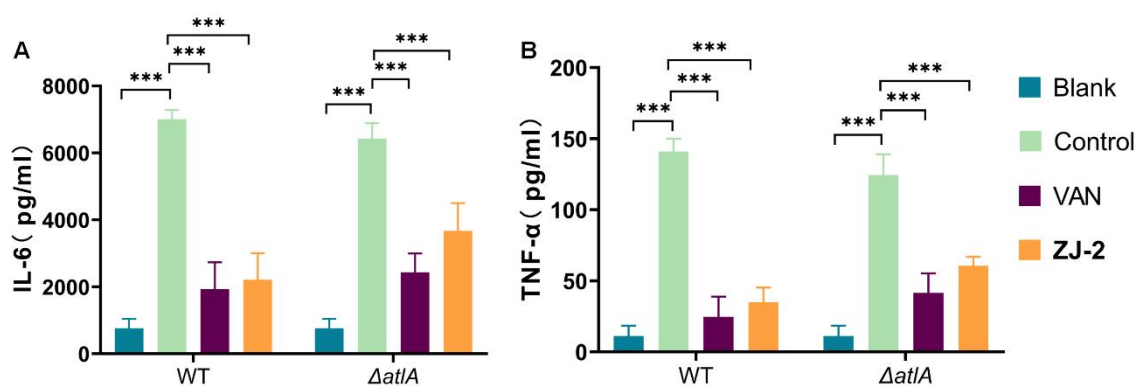 A
IL-6( pg/ml)
8000
6000
4000
2000
0
*** *** *** *** *** ***
WT ΔatlA
B
TNF-α( pg/ml)
200
150
100
50
0
*** *** *** *** *** ***
WT ΔatlA
Blank
Control
VAN
ZJ-2